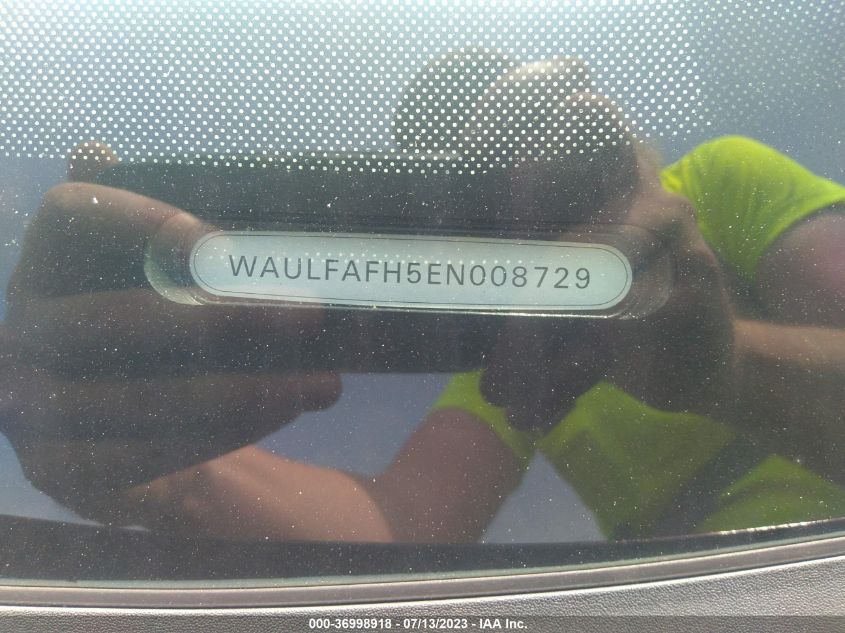 WAULFAFH5EN008729
000-36998918 - 07/13/2023 - IAA Inc.